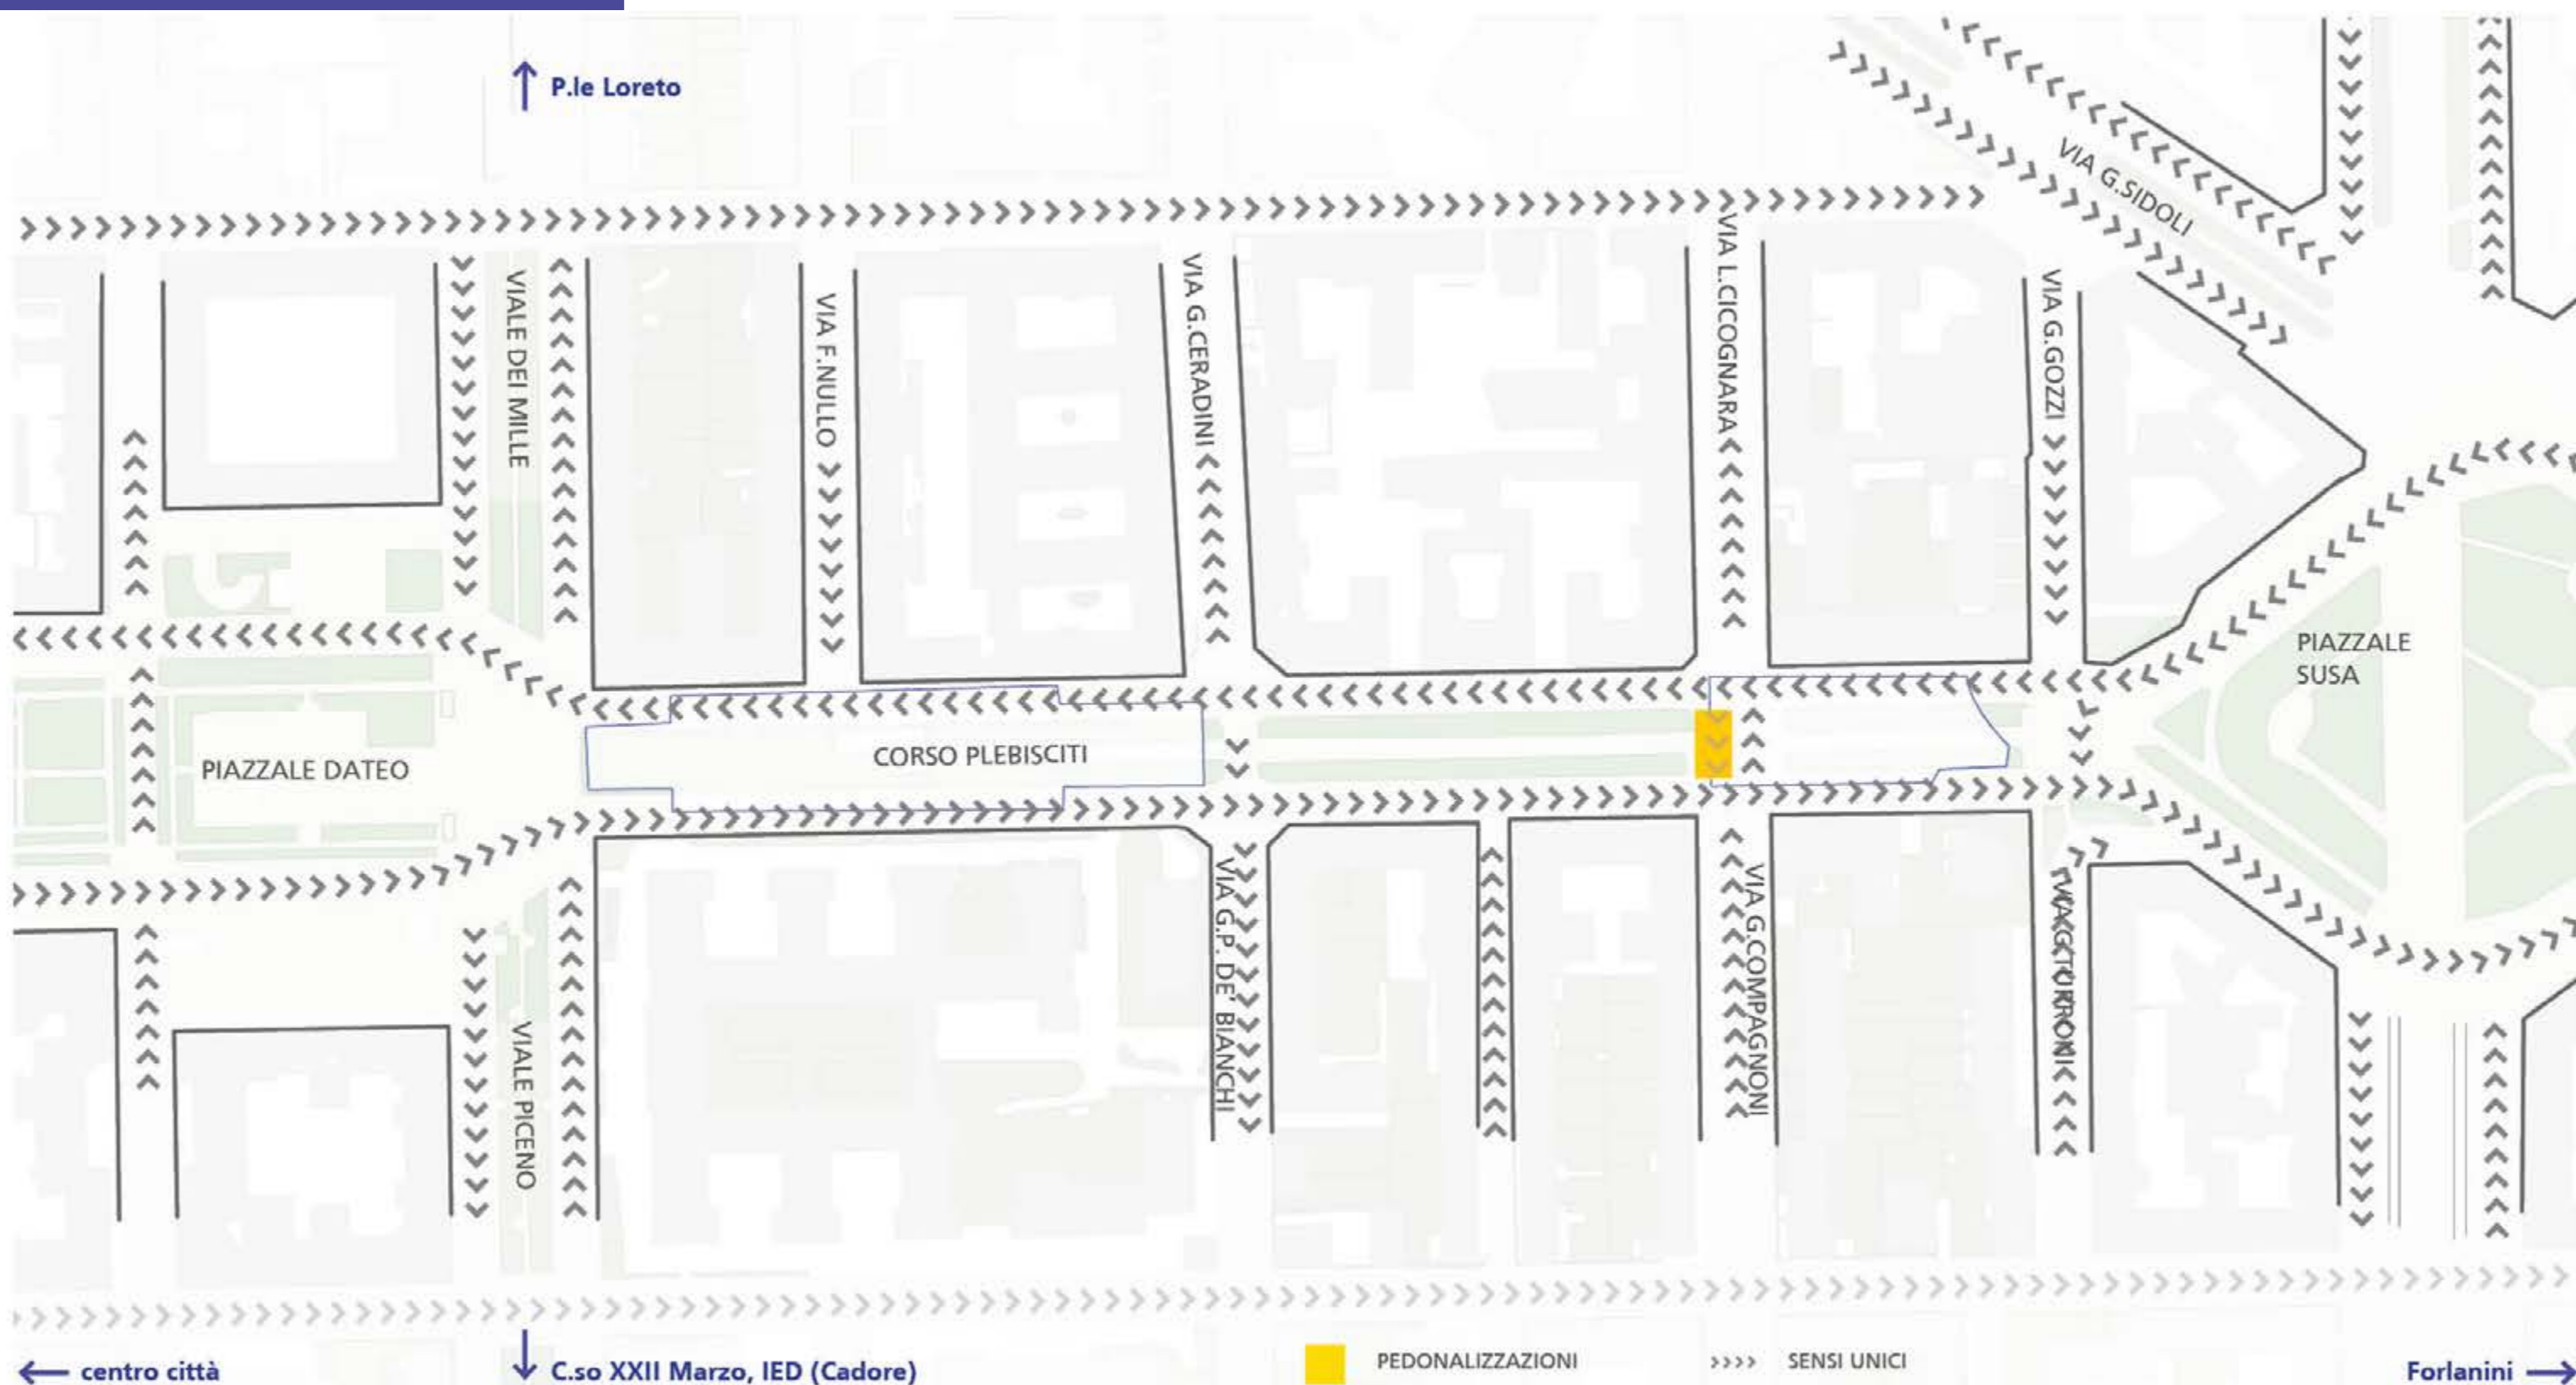 P.le Loreto
VIA G.SIDOLI
VIALE DEI MILLE
VIA F.NULLO
VIA G.CERADINI
VIA L.CICOGNARA
VIA G.GOZZI
PIAZZALE
SUSA
PIAZZALE DATEO
CORSO PLEBISCITI
VIALE PICENO
VIA G.P. DE' BIANCHI
VIA G.COMPAGNONI
centro città
C.so XXII Marzo, IED (Cadore)
PEDONALIZZAZIONI
SENSI UNICI
Forlanini